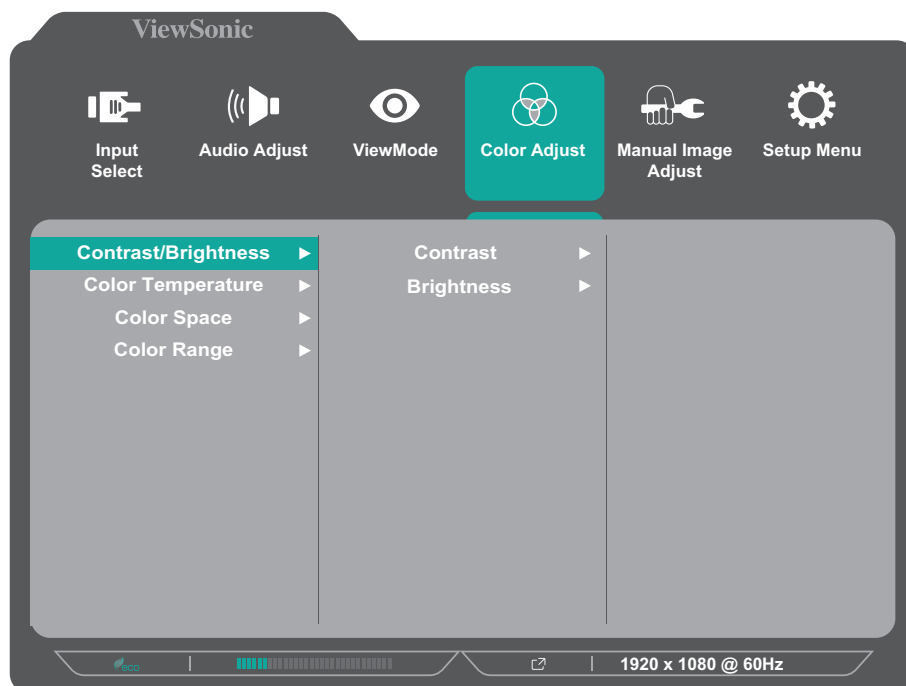 ViewSonic
Input Select
Audio Adjust
ViewMode
Color Adjust
Manual Image Adjust
Setup Menu
Contrast/Brightness
Color Temperature
Color Space
Color Range
Contrast
Brightness
eco
1920 x 1080 @ 60Hz